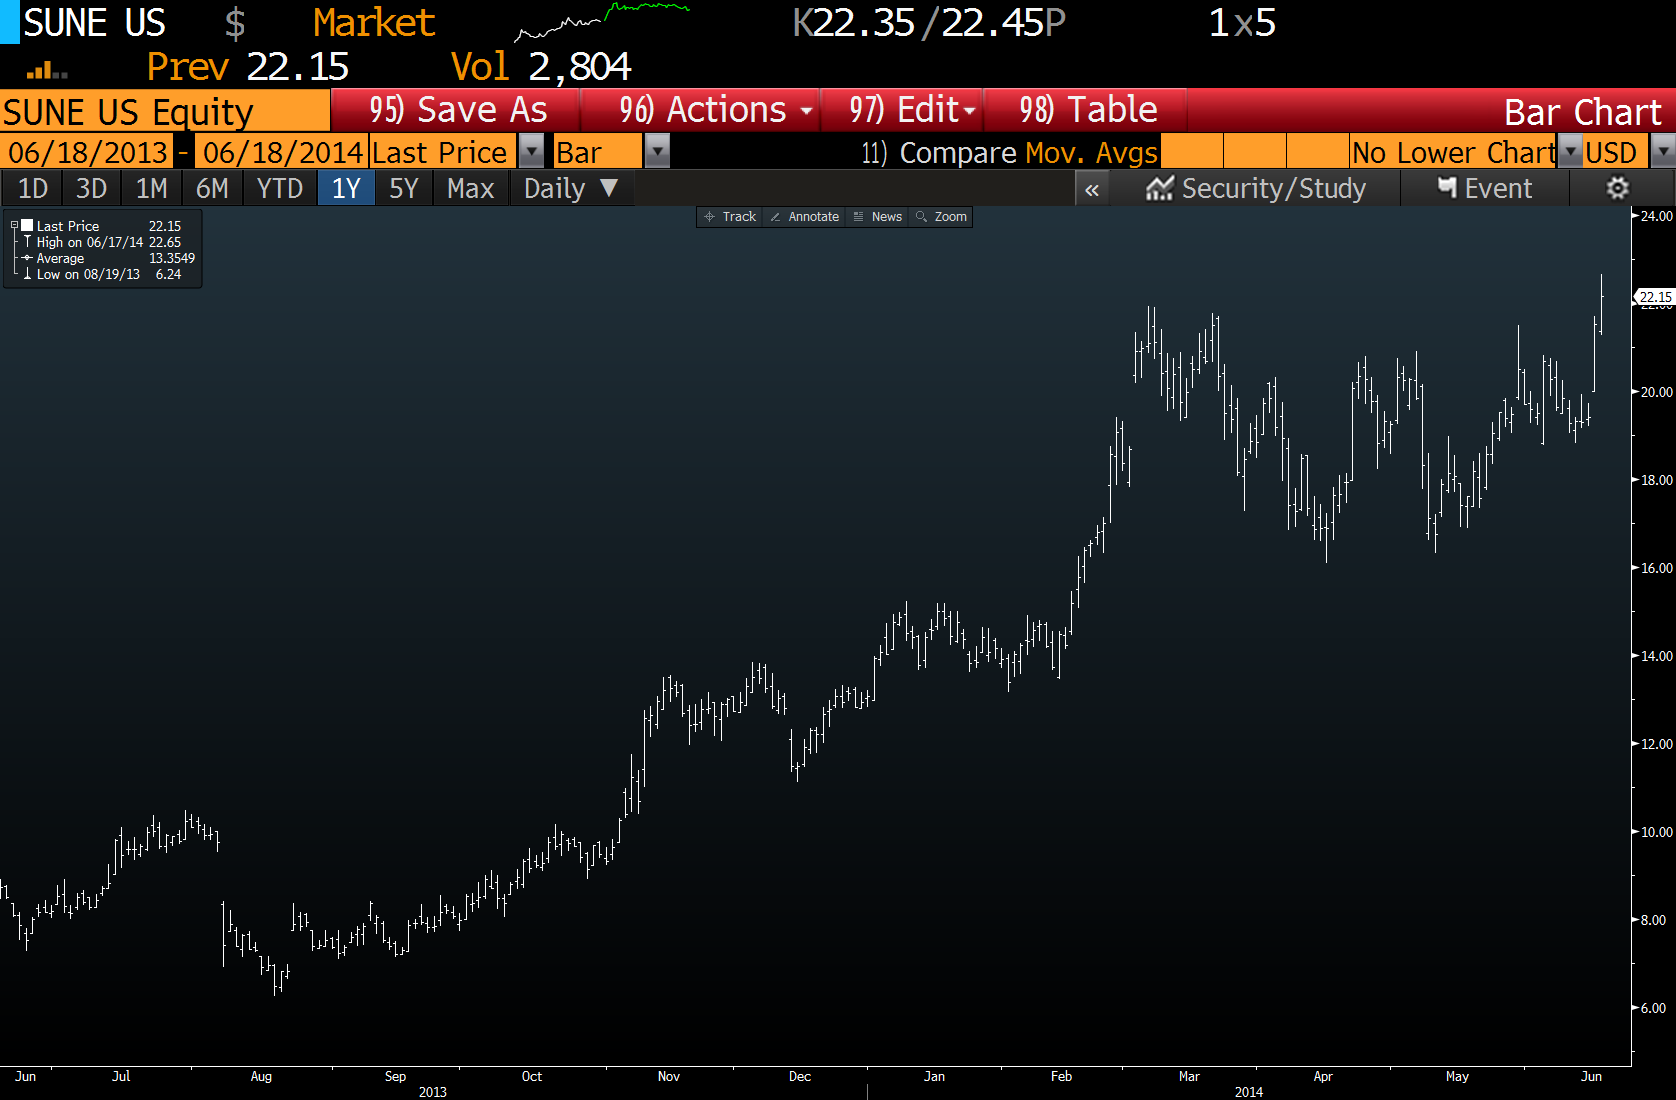 SUNE US $ Market K22.35/22.45P 1x5
Prev 22.15 Vol 2,804
SUNE US Equity 95) Save As 96) Actions 97) Edit 98) Table Bar Chart
06/18/2013 - 06/18/2014 Last Price Bar 11) Compare Mov. Avgs No Lower Chart USD
1D 3D 1M 6M YTD 1Y 5Y Max Daily ▼ « Security/Study Event
Track Annotate News Zoom
Last Price 22.15
High on 06/17/14 22.65
Average 13.3549
Low on 08/19/13 6.24
24.00
22.15
22.00
20.00
18.00
16.00
14.00
12.00
10.00
8.00
6.00
Jun Jul Aug Sep Oct Nov Dec Jan Feb Mar Apr May Jun
2013 2014